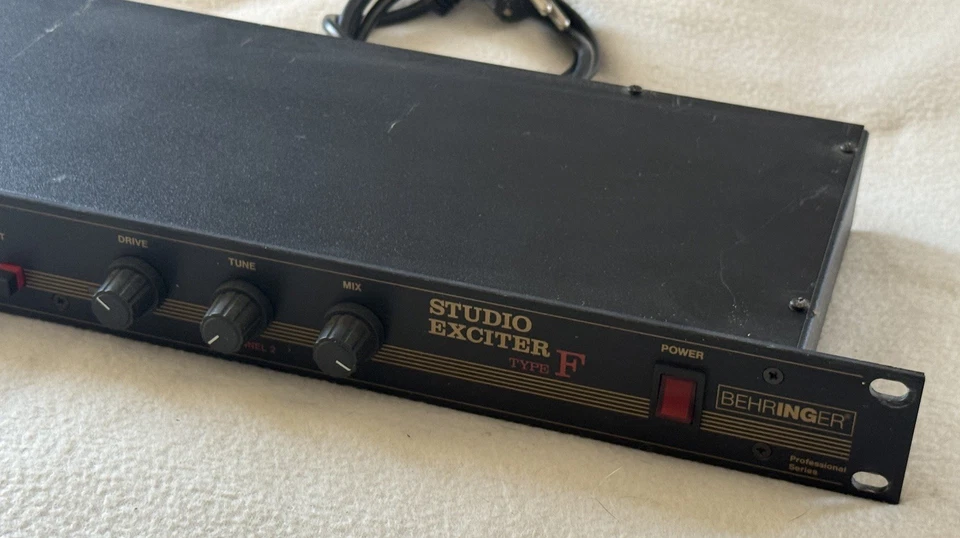 DRIVE
TUNE
MIX
STUDIO
EXCITER
TYPE F
POWER
BEHRINGER®
Professional
Series